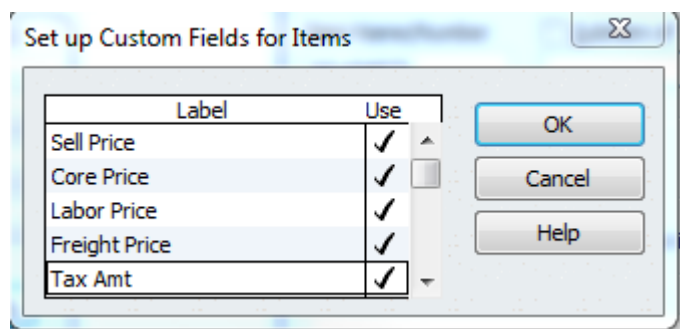 Set up Custom Fields for Items
Label Use
Sell Price
Core Price
Labor Price
Freight Price
Tax Amt
OK
Cancel
Help